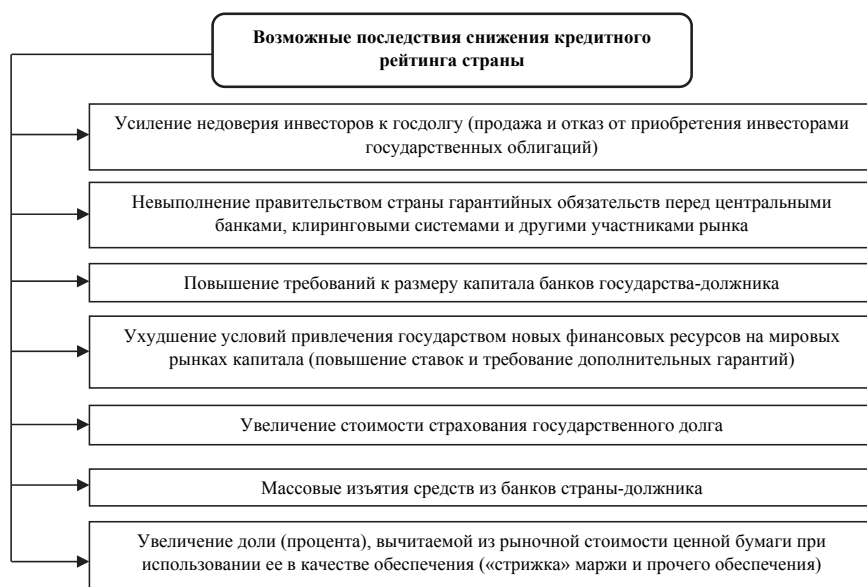 Возможные последствия снижения кредитного
рейтинга страны
Усиление недоверия инвесторов к госдолгу (продажа и отказ от приобретения инвесторами
государственных облигаций)
Невыполнение правительством страны гарантийных обязательств перед центральными
банками, клиринговыми системами и другими участниками рынка
Повышение требований к размеру капитала банков государства-должника
Ухудшение условий привлечения государством новых финансовых ресурсов на мировых
рынках капитала (повышение ставок и требование дополнительных гарантий)
Увеличение стоимости страхования государственного долга
Массовые изъятия средств из банков страны-должника
Увеличение доли (процента), вычитаемой из рыночной стоимости ценной бумаги при
использовании ее в качестве обеспечения («стрижка» маржи и прочего обеспечения)